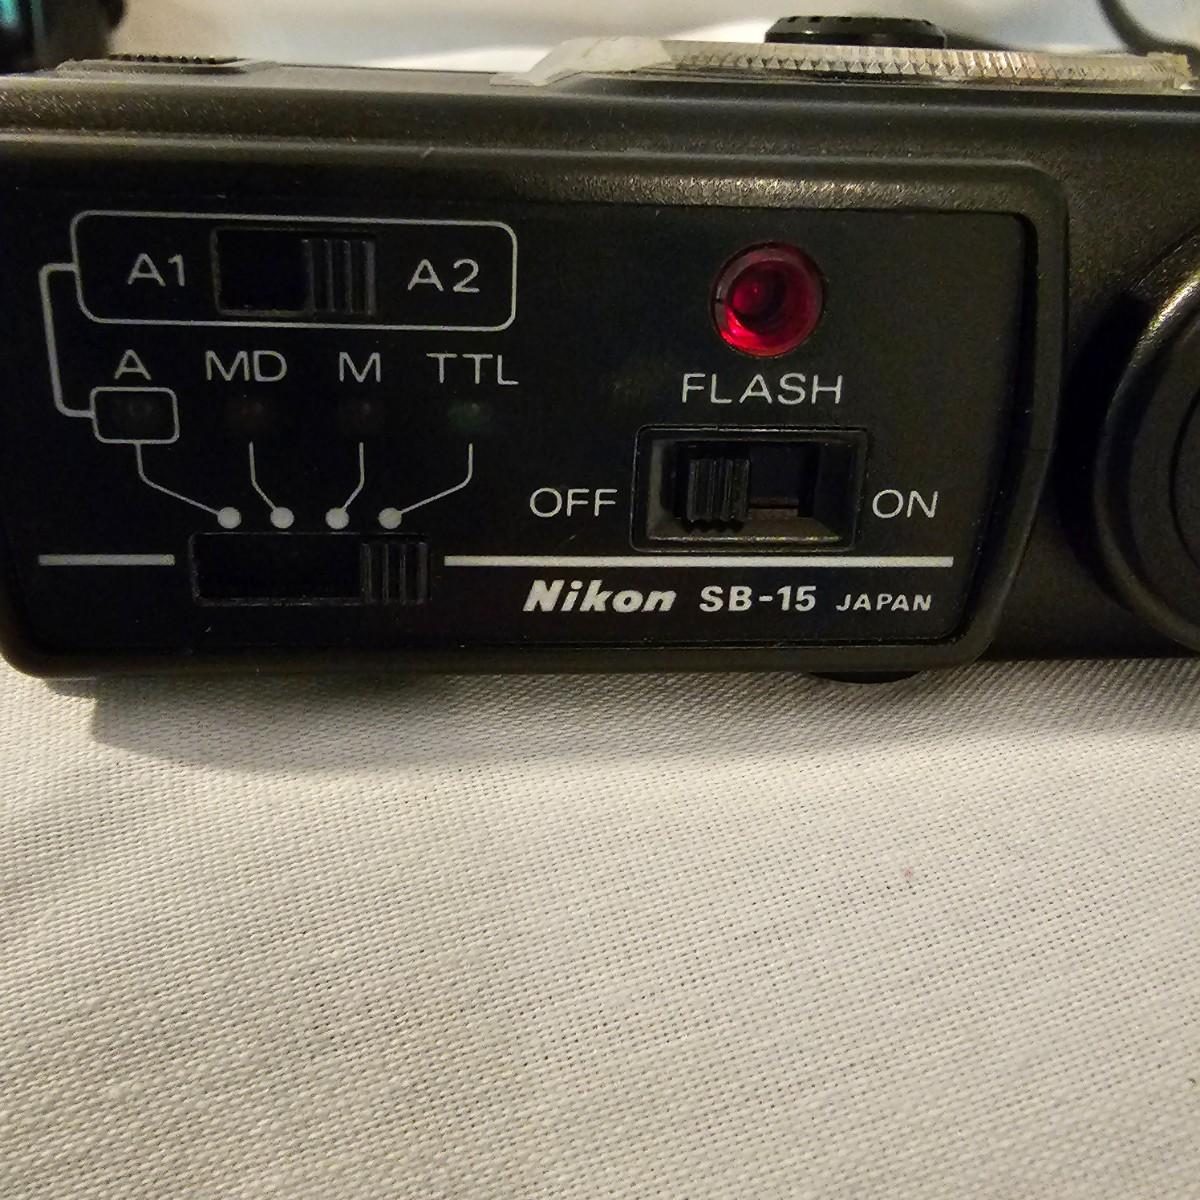 A1 A2
A MD M TTL
FLASH
OFF ON
Nikon SB-15 JAPAN